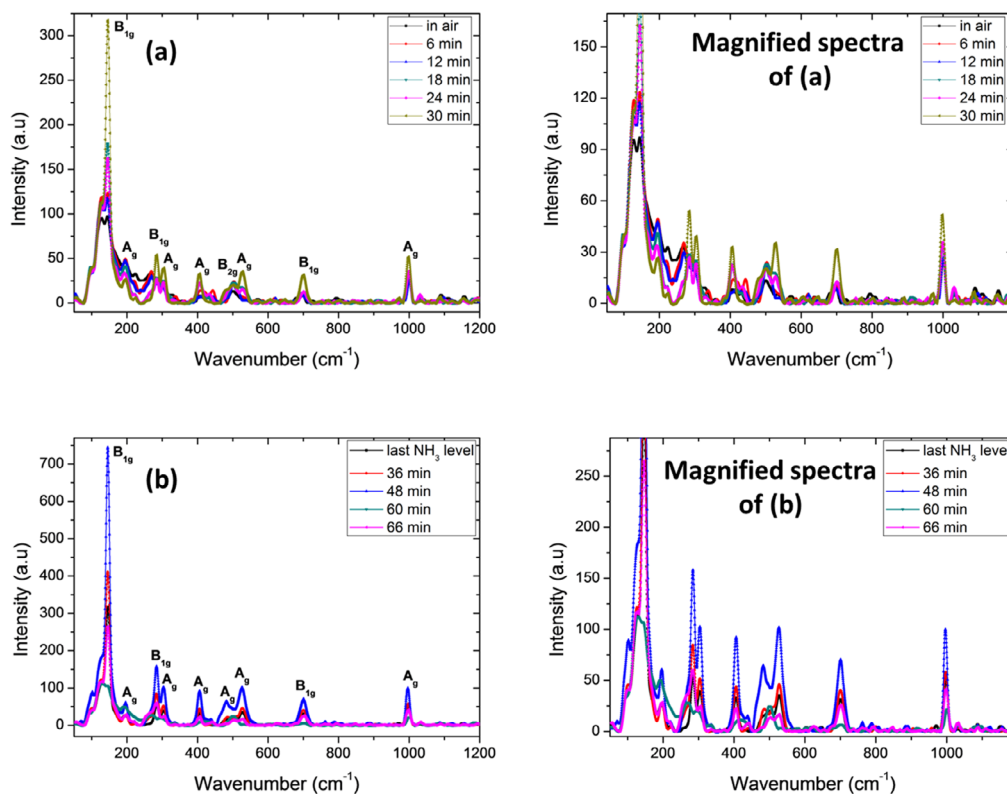 (a)
B1g
Ag
B1g
Ag
Ag
B2g
Ag
B1g
Ag
in air
6 min
12 min
18 min
24 min
30 min
Intensity (a.u)
300
250
200
150
100
50
0
200 400 600 800 1000 1200
Wavenumber (cm-1)
Magnified spectra
of (a)
in air
6 min
12 min
18 min
24 min
30 min
Intensity (a.u)
150
120
90
60
30
0
200 400 600 800 1000
Wavenumber (cm-1)
(b)
B1g
Ag
B1g
Ag
Ag
Ag
Ag
B1g
Ag
last NH3 level
36 min
48 min
60 min
66 min
Intensity (a.u)
700
600
500
400
300
200
100
0
200 400 600 800 1000 1200
Wavenumber (cm-1)
Magnified spectra
of (b)
last NH3 level
36 min
48 min
60 min
66 min
Intensity (a.u)
250
200
150
100
50
0
200 400 600 800 1000
Wavenumber (cm-1)